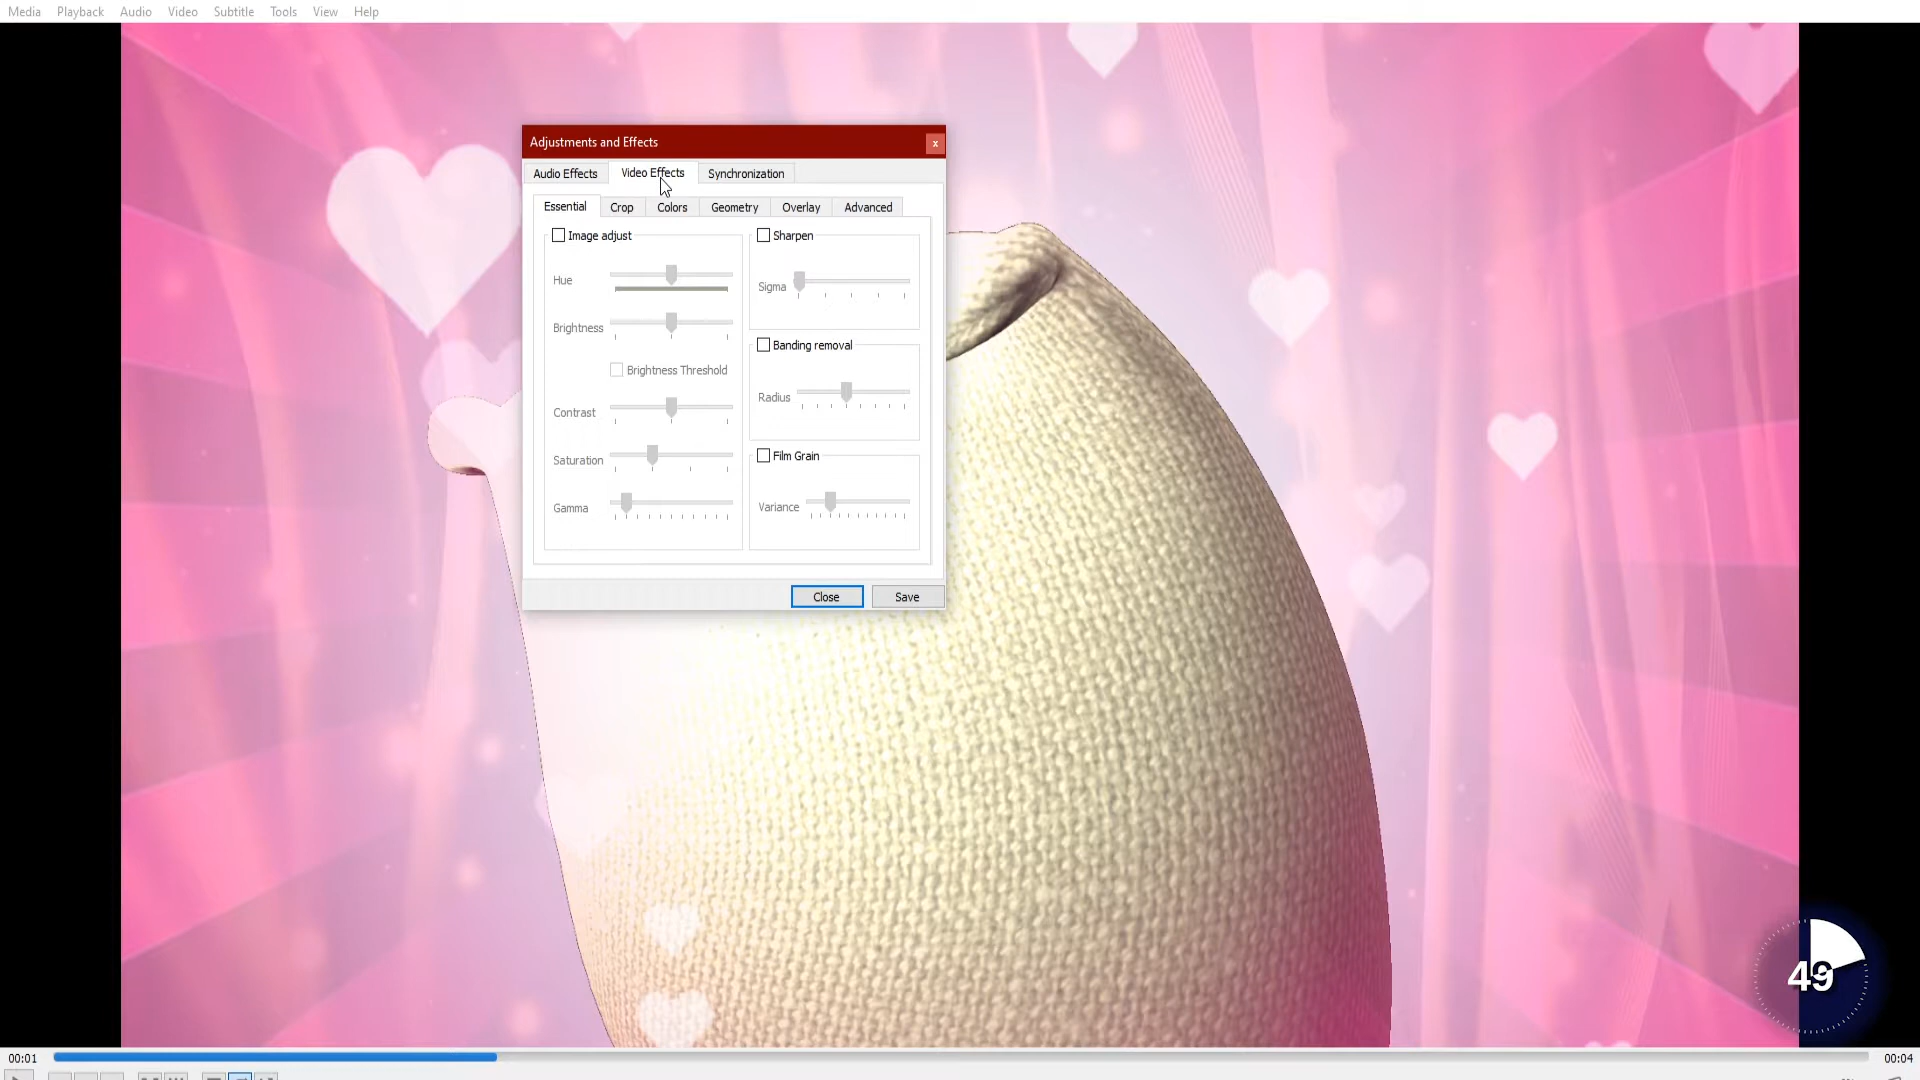 Media Playback Audio Video Subtitle Tools View Help
Adjustments and Effects x
Audio Effects Video Effects Synchronization
Essential Crop Colors Geometry Overlay Advanced
Image adjust
Hue
Brightness
Brightness Threshold
Contrast
Saturation
Gamma
Sharpen
Sigma
Banding removal
Radius
Film Grain
Variance
Close Save
49
00:01 00:04